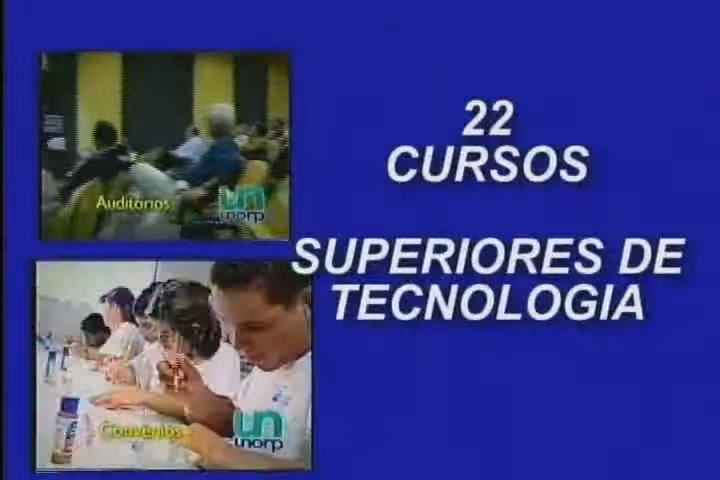 22
CURSOS
SUPERIORES DE
TECNOLOGIA
Auditórios
un
unorp
Convênios
un
unorp